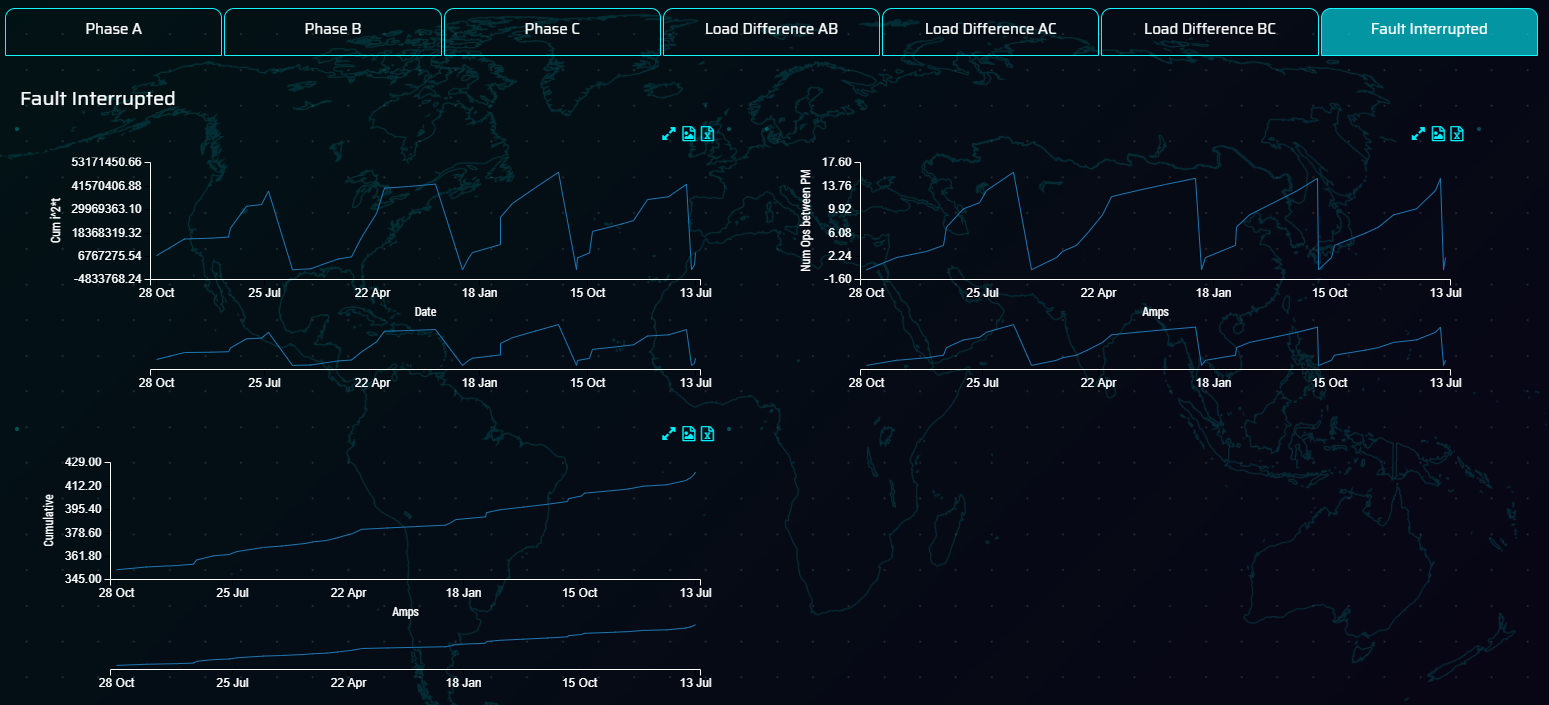 Phase A
Phase B
Phase C
Load Difference AB
Load Difference AC
Load Difference BC
Fault Interrupted
Fault Interrupted
Cum i^2*t
53171450.66
41570406.88
29969363.10
18368319.32
6767275.54
-4833768.24
28 Oct
25 Jul
22 Apr
18 Jan
15 Oct
13 Jul
Date
28 Oct
25 Jul
22 Apr
18 Jan
15 Oct
13 Jul
Num Ops between PM
17.60
13.76
9.92
6.08
2.24
-1.60
28 Oct
25 Jul
22 Apr
18 Jan
15 Oct
13 Jul
Amps
28 Oct
25 Jul
22 Apr
18 Jan
15 Oct
13 Jul
Cumulative
429.00
412.20
395.40
378.60
361.80
345.00
28 Oct
25 Jul
22 Apr
18 Jan
15 Oct
13 Jul
Amps
28 Oct
25 Jul
22 Apr
18 Jan
15 Oct
13 Jul